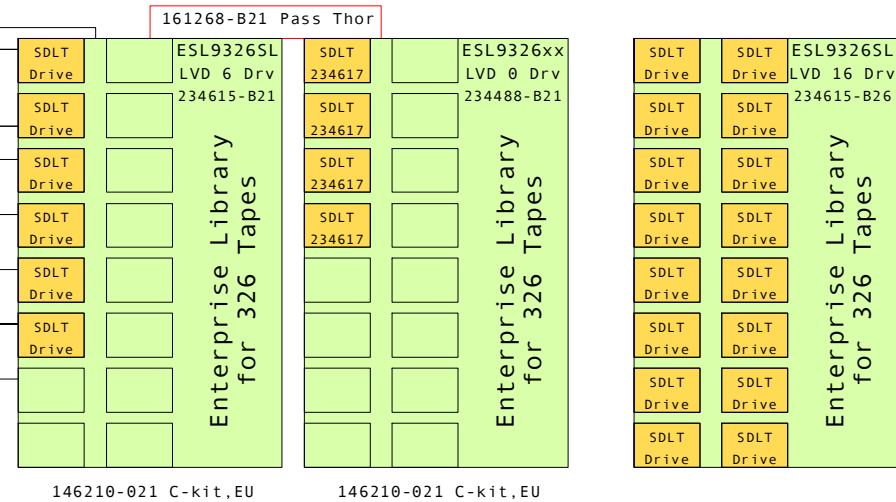 161268-B21 Pass Thor
SDLT
Drive
SDLT
Drive
SDLT
Drive
SDLT
Drive
SDLT
Drive
SDLT
Drive
ESL9326SL
LVD 6 Drv
234615-B21
Enterprise Library
for 326 Tapes
146210-021 C-kit,EU
SDLT
234617
SDLT
234617
SDLT
234617
SDLT
234617
ESL9326xx
LVD 0 Drv
234488-B21
Enterprise Library
for 326 Tapes
146210-021 C-kit,EU
SDLT
Drive
SDLT
Drive
SDLT
Drive
SDLT
Drive
SDLT
Drive
SDLT
Drive
SDLT
Drive
SDLT
Drive
SDLT
Drive
SDLT
Drive
SDLT
Drive
SDLT
Drive
SDLT
Drive
SDLT
Drive
SDLT
Drive
SDLT
Drive
ESL9326SL
LVD 16 Drv
234615-B26
Enterprise Library
for 326 Tapes